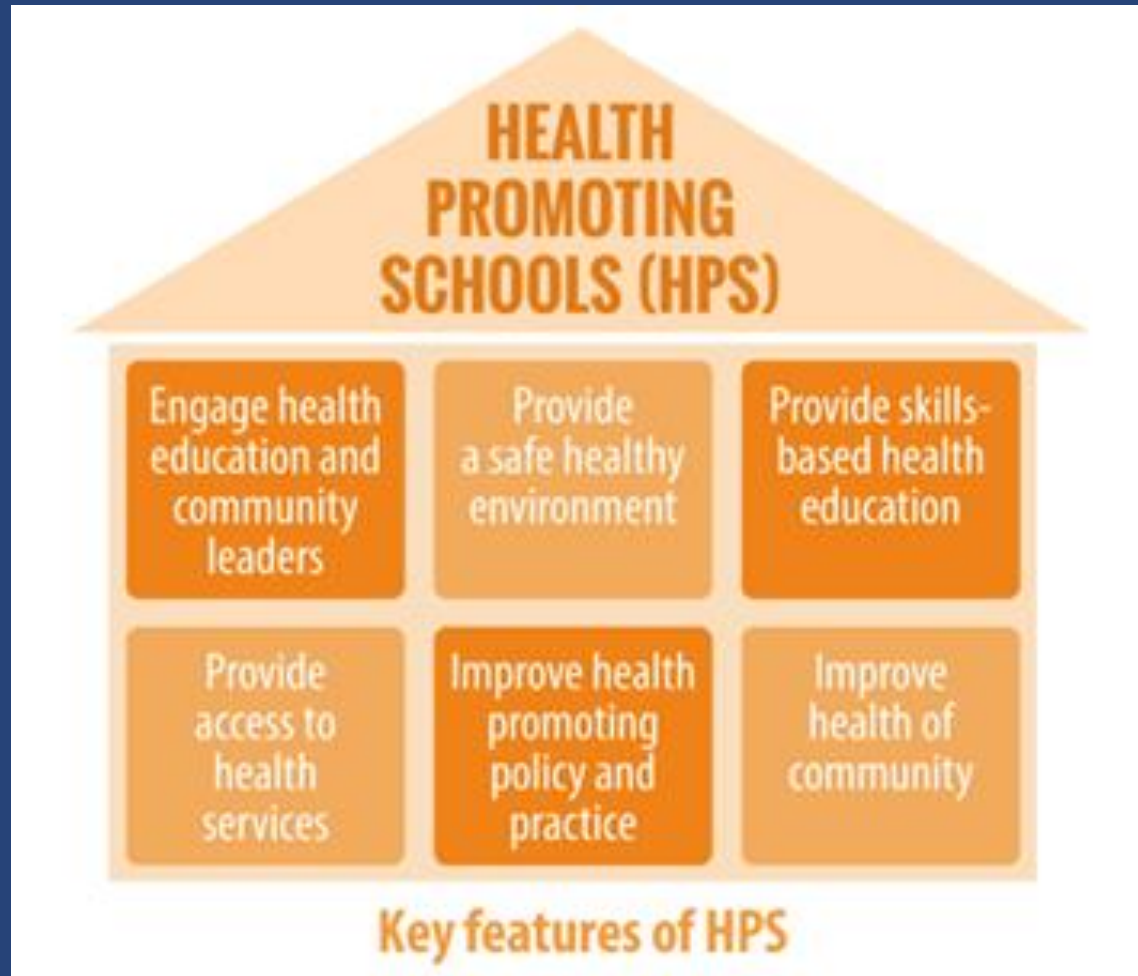 HEALTH
PROMOTING
SCHOOLS (HPS)
Engage health
education and
community
leaders
Provide
a safe healthy
environment
Provide skills-
based health
education
Provide
access to
health
services
Improve health
promoting
policy and
practice
Improve
health of
community
Key features of HPS